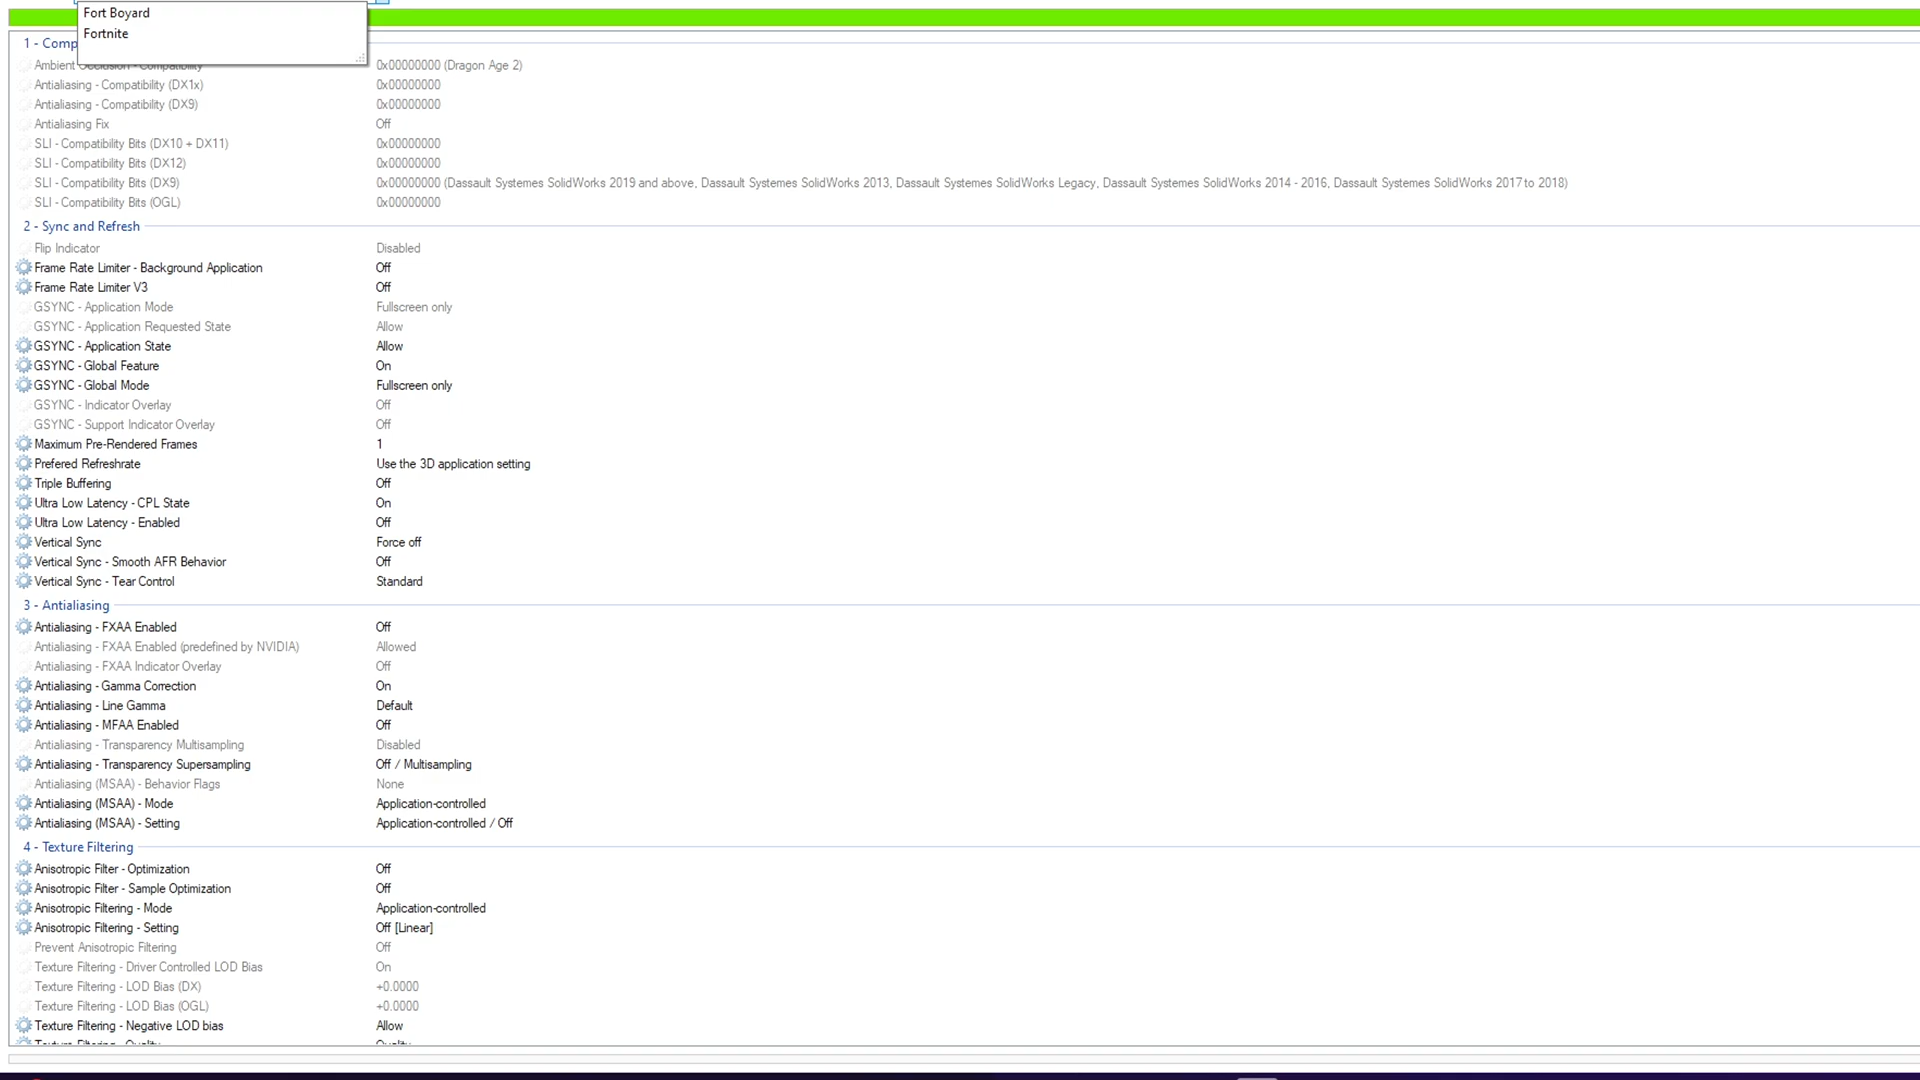 Fort Boyard
Fortnite
1 - Comp
Ambient Occlusion - Compatibility 0x00000000 (Dragon Age 2)
Antialiasing - Compatibility (DX1x) 0x00000000
Antialiasing - Compatibility (DX9) 0x00000000
Antialiasing Fix Off
SLI - Compatibility Bits (DX10 + DX11) 0x00000000
SLI - Compatibility Bits (DX12) 0x00000000
SLI - Compatibility Bits (DX9) 0x00000000 (Dassault Systemes SolidWorks 2019 and above, Dassault Systemes SolidWorks 2013, Dassault Systemes SolidWorks Legacy, Dassault Systemes SolidWorks 2014 - 2016, Dassault Systemes SolidWorks 2017 to 2018)
SLI - Compatibility Bits (OGL) 0x00000000
2 - Sync and Refresh
Flip Indicator Disabled
Frame Rate Limiter - Background Application Off
Frame Rate Limiter V3 Off
GSYNC - Application Mode Fullscreen only
GSYNC - Application Requested State Allow
GSYNC - Application State Allow
GSYNC - Global Feature On
GSYNC - Global Mode Fullscreen only
GSYNC - Indicator Overlay Off
GSYNC - Support Indicator Overlay Off
Maximum Pre-Rendered Frames 1
Prefered Refreshrate Use the 3D application setting
Triple Buffering Off
Ultra Low Latency - CPL State On
Ultra Low Latency - Enabled Off
Vertical Sync Force off
Vertical Sync - Smooth AFR Behavior Off
Vertical Sync - Tear Control Standard
3 - Antialiasing
Antialiasing - FXAA Enabled Off
Antialiasing - FXAA Enabled (predefined by NVIDIA) Allowed
Antialiasing - FXAA Indicator Overlay Off
Antialiasing - Gamma Correction On
Antialiasing - Line Gamma Default
Antialiasing - MFAA Enabled Off
Antialiasing - Transparency Multisampling Disabled
Antialiasing - Transparency Supersampling Off / Multisampling
Antialiasing (MSAA) - Behavior Flags None
Antialiasing (MSAA) - Mode Application-controlled
Antialiasing (MSAA) - Setting Application-controlled / Off
4 - Texture Filtering
Anisotropic Filter - Optimization Off
Anisotropic Filter - Sample Optimization Off
Anisotropic Filtering - Mode Application-controlled
Anisotropic Filtering - Setting Off [Linear]
Prevent Anisotropic Filtering Off
Texture Filtering - Driver Controlled LOD Bias On
Texture Filtering - LOD Bias (DX) +0.0000
Texture Filtering - LOD Bias (OGL) +0.0000
Texture Filtering - Negative LOD bias Allow
Texture Filtering - Quality Quality